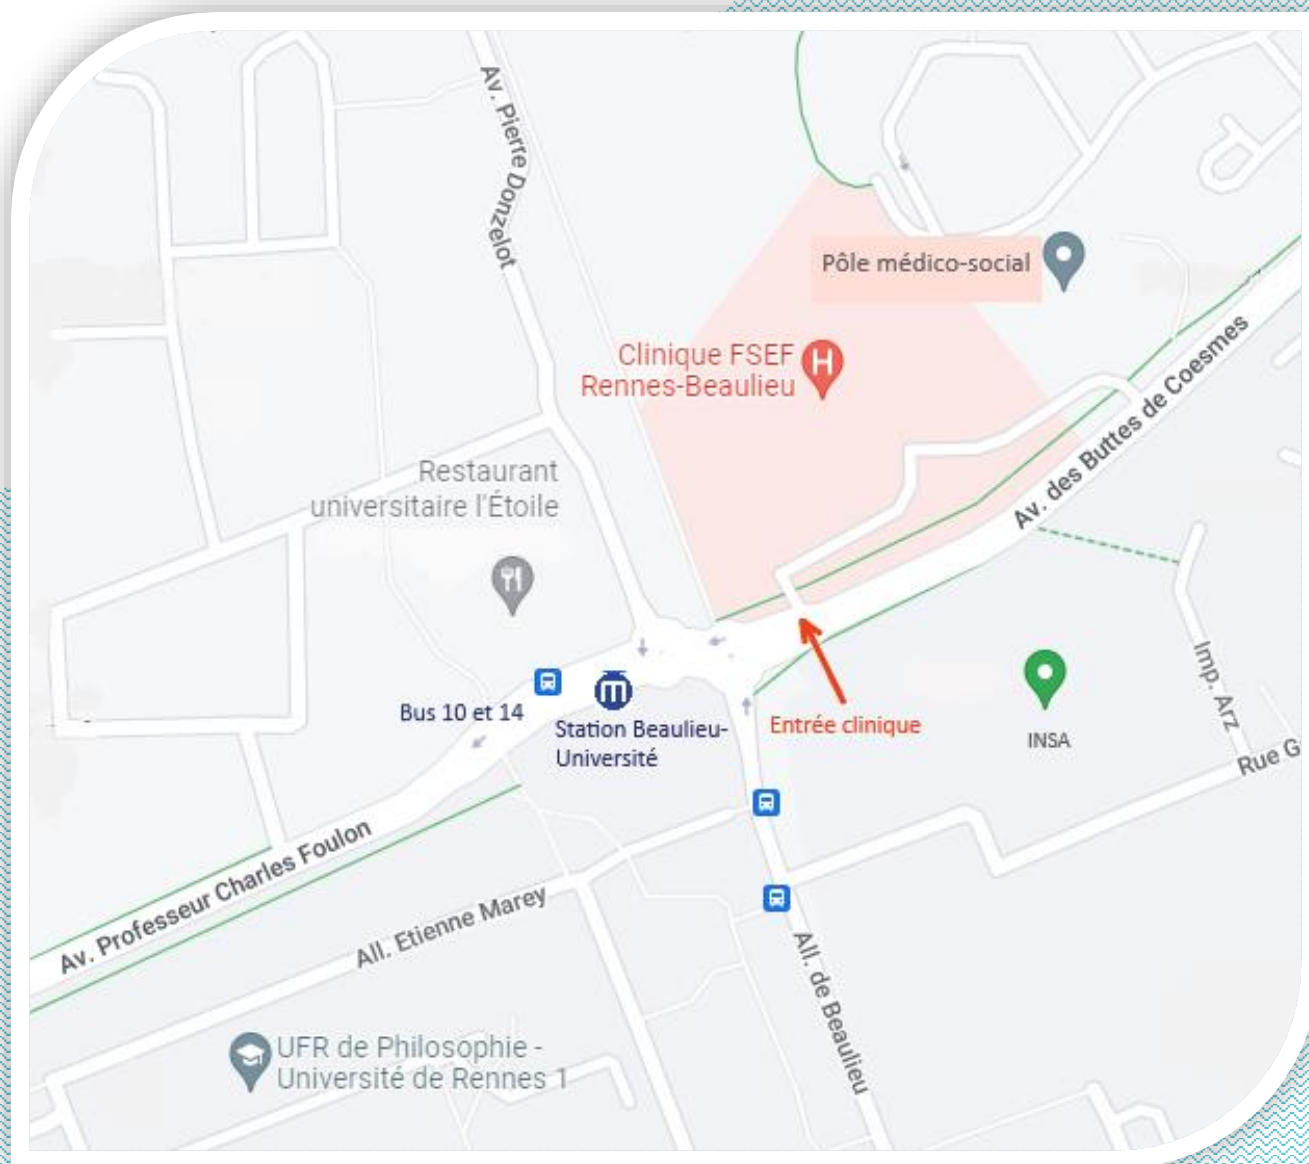 Av. Pierre Donzelot
Pôle médico-social
Clinique FSEF
Rennes-Beaulieu
H
Av. des Buttes de Coesmes
Restaurant
universitaire l'Étoile
Bus 10 et 14
m
Station Beaulieu-
Université
Entrée clinique
INSA
Imp. Arz
Rue G
Av. Professeur Charles Foulon
All. Etienne Marey
All. de Beaulieu
UFR de Philosophie -
Université de Rennes 1